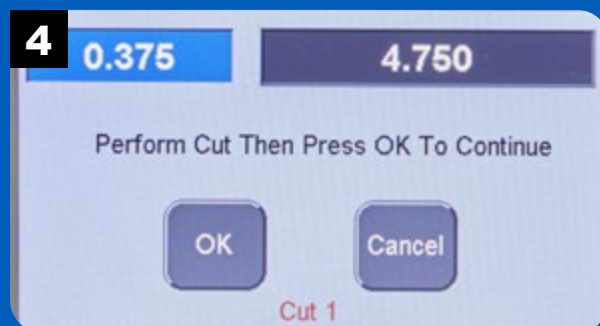 4
0.375 4.750
Perform Cut Then Press OK To Continue
OK Cancel
Cut 1